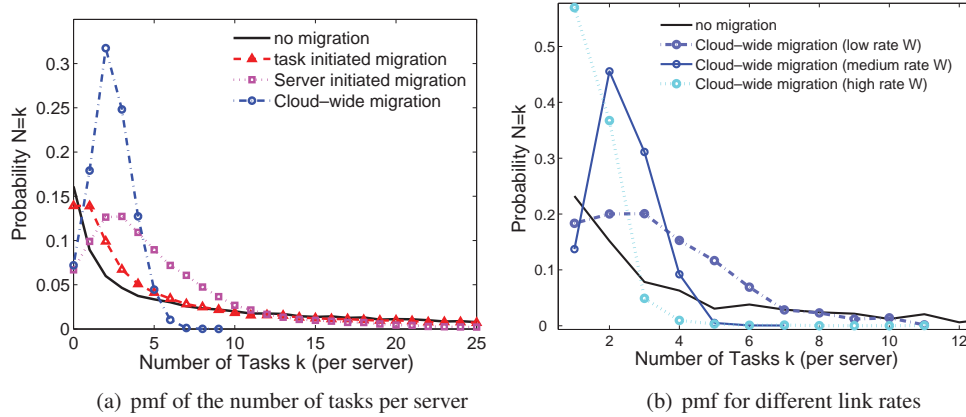 no migration
task initiated migration
Server initiated migration
Cloud–wide migration
Probability N=k
0.35
0.3
0.25
0.2
0.15
0.1
0.05
0
0 5 10 15 20 25
Number of Tasks k (per server)
(a) pmf of the number of tasks per server
no migration
Cloud–wide migration (low rate W)
Cloud–wide migration (medium rate W)
Cloud–wide migration (high rate W)
Probability N=k
0.5
0.4
0.3
0.2
0.1
0
2 4 6 8 10 12
Number of Tasks k (per server)
(b) pmf for different link rates